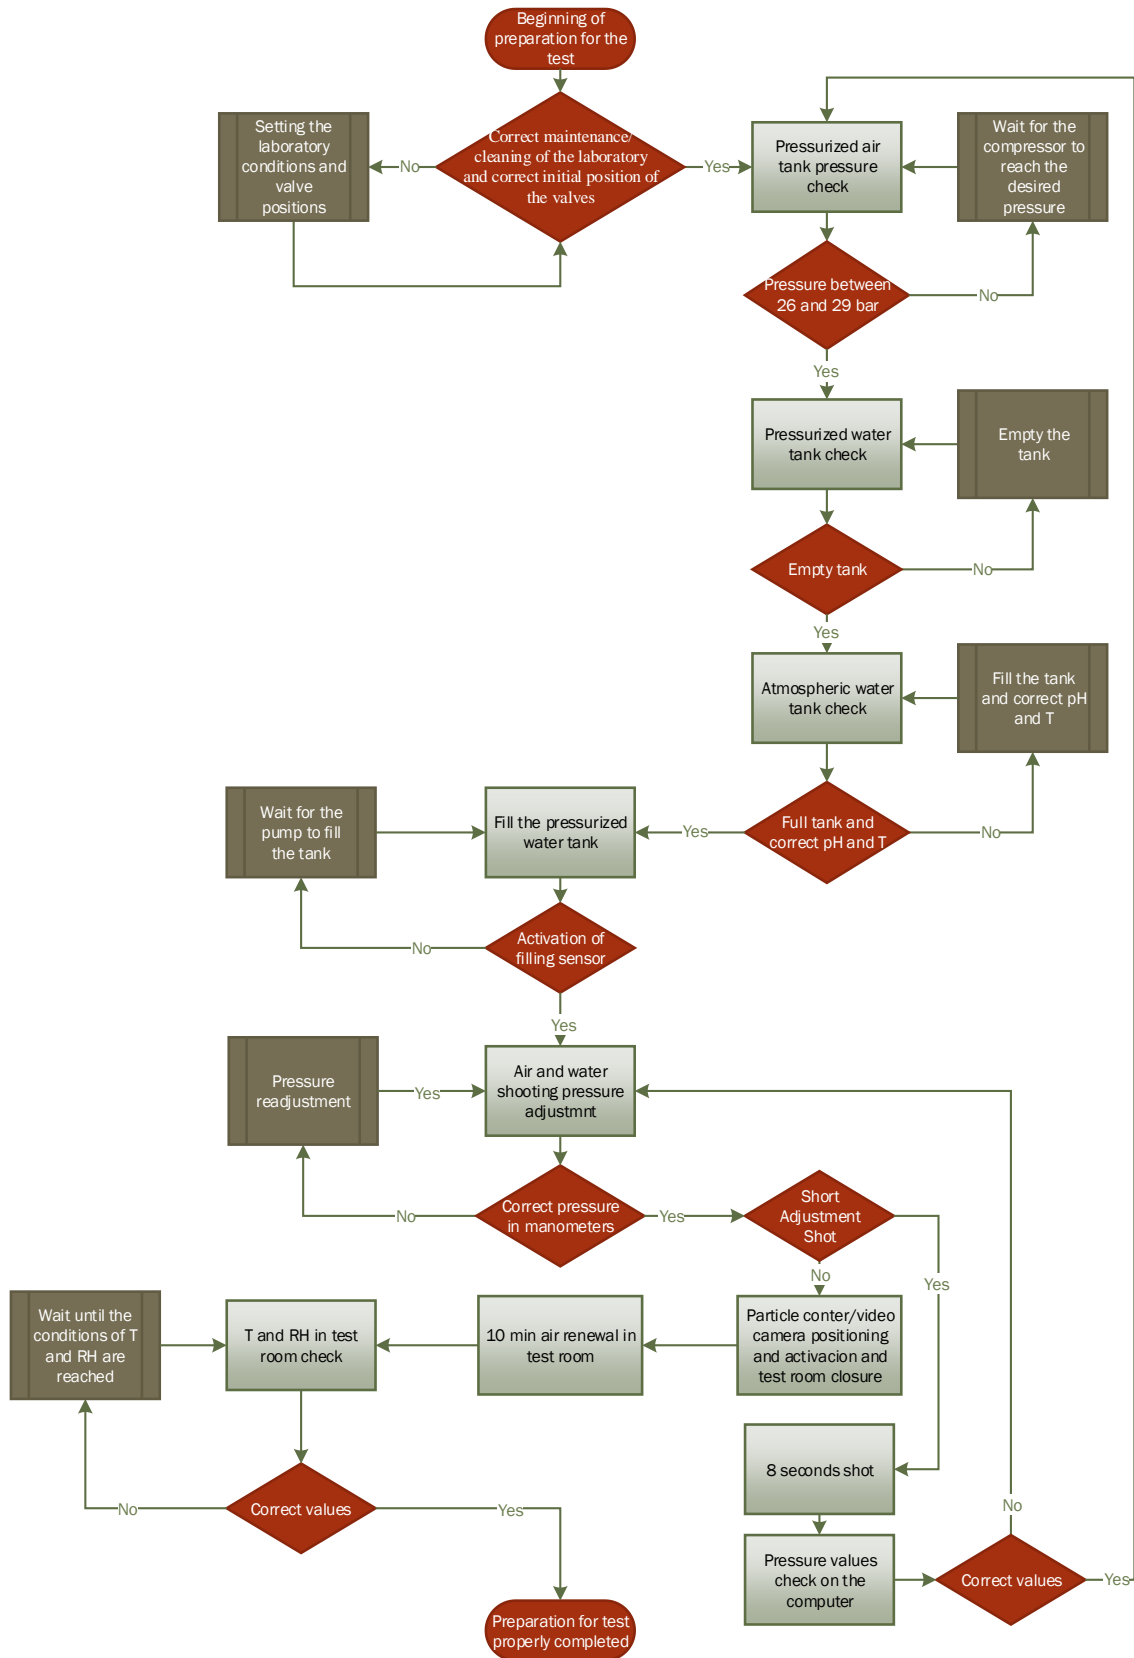 Beginning of
preparation for the
test
Setting the
laboratory
conditions and
valve
positions
No
Correct maintenance/
cleaning of the laboratory
and correct initial position of
the valves
Yes
Pressurized air
tank pressure
check
Wait for the
compressor to
reach the
desired
pressure
Pressure between
26 and 29 bar
No
Yes
Pressurized water
tank check
Empty the
tank
Empty tank
No
Yes
Atmospheric water
tank check
Fill the tank
and correct pH
and T
Wait for the
pump to fill
the tank
Fill the pressurized
water tank
Yes
Full tank and
correct pH and T
No
Activation of
filling sensor
No
Yes
Pressure
readjustment
Yes
Air and water
shooting pressure
adjustmnt
No
Correct pressure
in manometers
Yes
Short
Adjustment
Shot
No
Yes
Wait until the
conditions of T
and RH are
reached
T and RH in test
room check
10 min air renewal in
test room
Particle conter/video
camera positioning
and activacion and
test room closure
8 seconds shot
No
Correct values
Yes
No
Pressure values
check on the
computer
Correct values
Yes
Preparation for test
properly completed